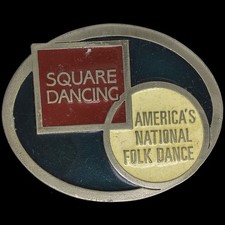 SQUARE
DANCING
AMERICA'S
NATIONAL
FOLK DANCE